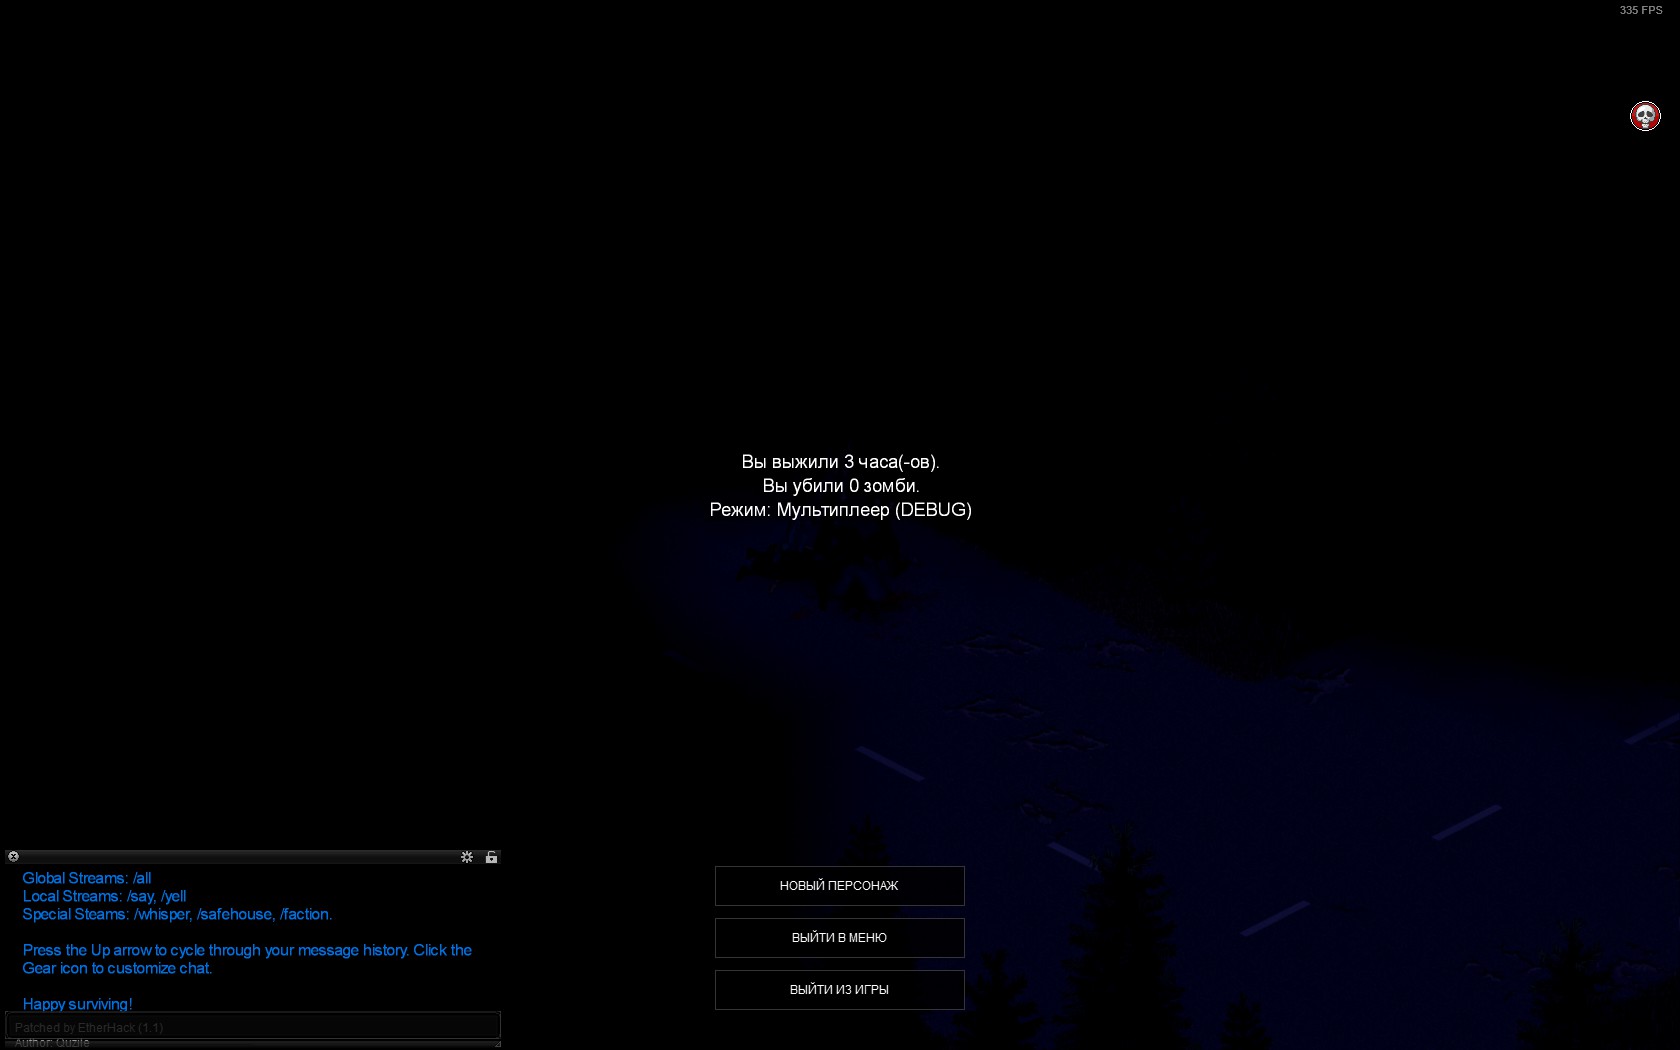 335 FPS
Вы выжили 3 часа(-ов).
Вы убили 0 зомби.
Режим: Мультиплеер (DEBUG)
Global Streams: /all
Local Streams: /say, /yell
Special Steams: /whisper, /safehouse, /faction.
Press the Up arrow to cycle through your message history. Click the
Gear icon to customize chat.
Happy surviving!
Patched by EtherHack (1.1)
Author: Quzile
НОВЫЙ ПЕРСОНАЖ
ВЫЙТИ В МЕНЮ
ВЫЙТИ ИЗ ИГРЫ